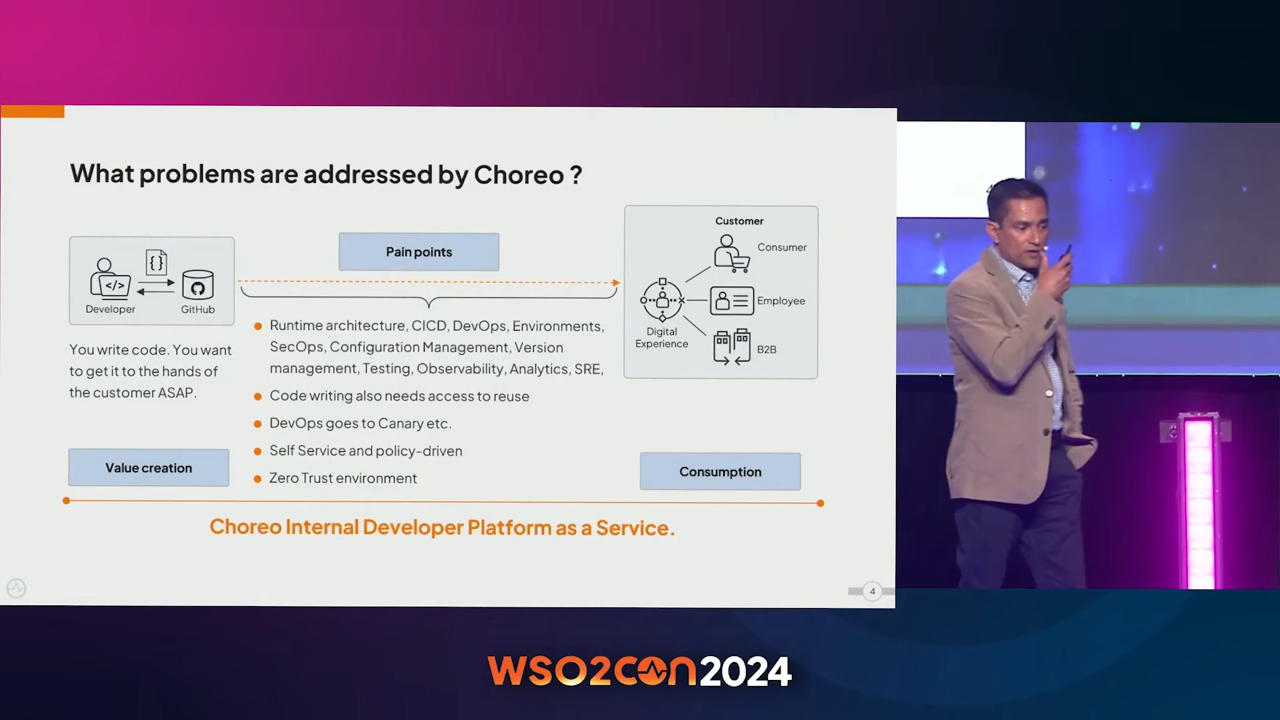 What problems are addressed by Choreo ?
Developer
GitHub
You write code. You want
to get it to the hands of
the customer ASAP.
Value creation
Pain points
Runtime architecture, CICD, DevOps, Environments,
SecOps, Configuration Management, Version
management, Testing, Observability, Analytics, SRE,
Code writing also needs access to reuse
DevOps goes to Canary etc.
Self Service and policy-driven
Zero Trust environment
Customer
Consumer
Employee
B2B
Digital
Experience
Consumption
Choreo Internal Developer Platform as a Service.
4
WSO2CON2024